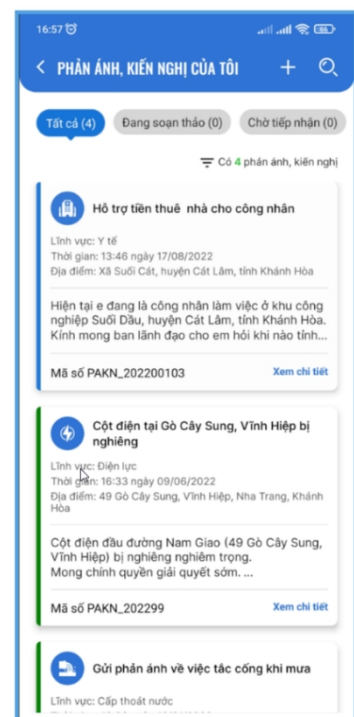 16:57
PHẢN ÁNH, KIẾN NGHỊ CỦA TÔI
Tất cả (4) Đang soạn thảo (0) Chờ tiếp nhận (0)
Có 4 phản ánh, kiến nghị
Hỗ trợ tiền thuê nhà cho công nhân
Lĩnh vực: Y tế
Thời gian: 13:46 ngày 17/08/2022
Địa điểm: Xã Suối Cát, huyện Cát Lâm, tỉnh Khánh Hòa
Hiện tại e đang là công nhân làm việc ở khu công
nghiệp Suối Dầu, huyện Cát Lâm, tỉnh Khánh Hòa.
Kính mong ban lãnh đạo cho em hỏi khi nào tỉnh...
Mã số PAKN_202200103 Xem chi tiết
Cột điện tại Gò Cây Sung, Vĩnh Hiệp bị
nghiêng
Lĩnh vực: Điện lực
Thời gian: 16:33 ngày 09/06/2022
Địa điểm: 49 Gò Cây Sung, Vĩnh Hiệp, Nha Trang, Khánh
Hòa
Cột điện đầu đường Nam Giao (49 Gò Cây Sung,
Vĩnh Hiệp) bị nghiêng nghiêm trọng.
Mong chính quyền giải quyết sớm. ...
Mã số PAKN_202299 Xem chi tiết
Gửi phản ánh về việc tắc cống khi mưa
Lĩnh vực: Cấp thoát nước